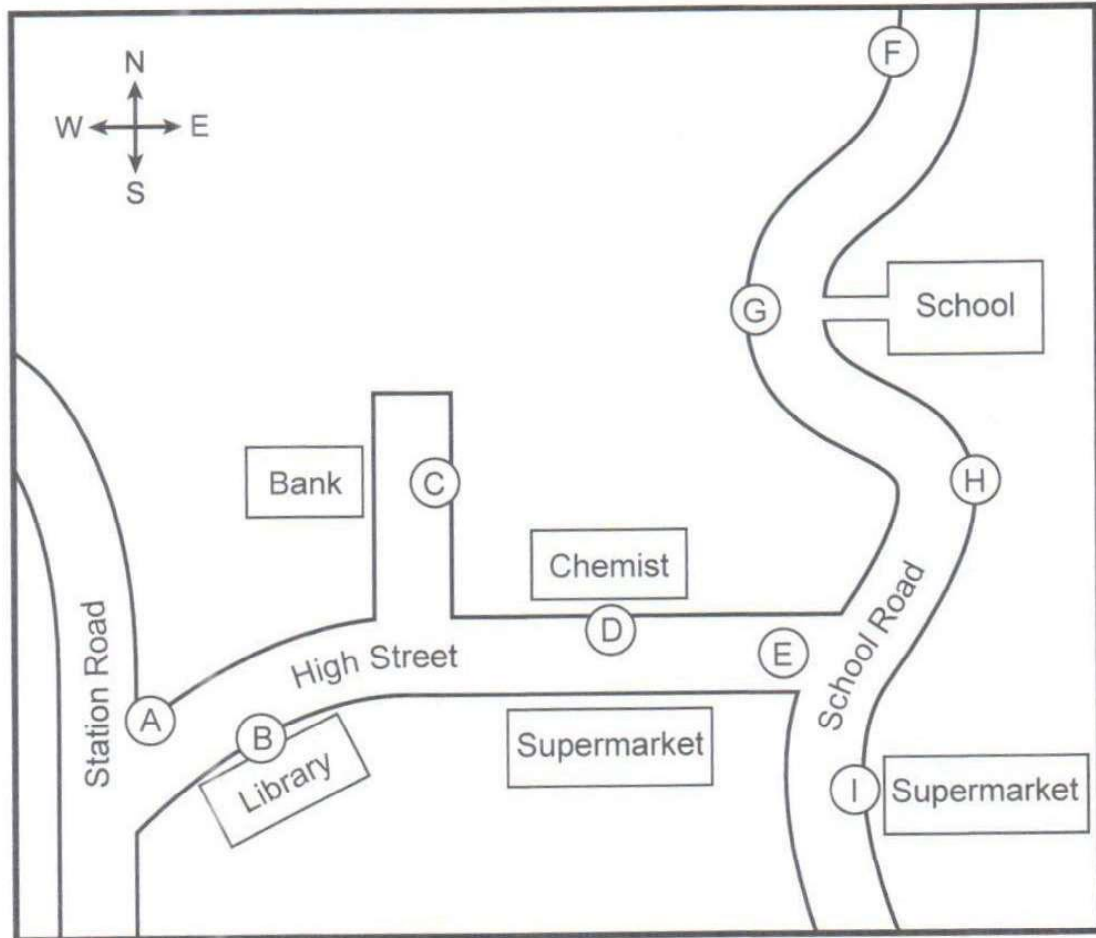 F
N
W E
S
G
School
Bank
C
H
Chemist
D
High Street
E
School Road
Station Road
A
B
Library
Supermarket
I
Supermarket